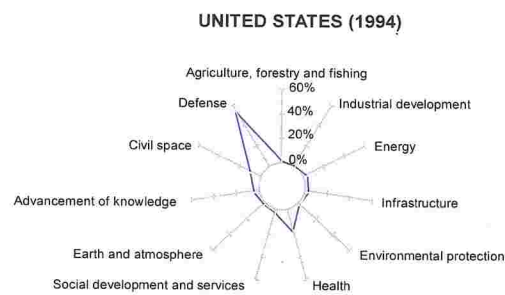 UNITED STATES (1994)
Agriculture, forestry and fishing
60%
Defense
Industrial development
40%
20%
Civil space
Energy
0%
Advancement of knowledge
Infrastructure
Earth and atmosphere
Environmental protection
Social development and services
Health